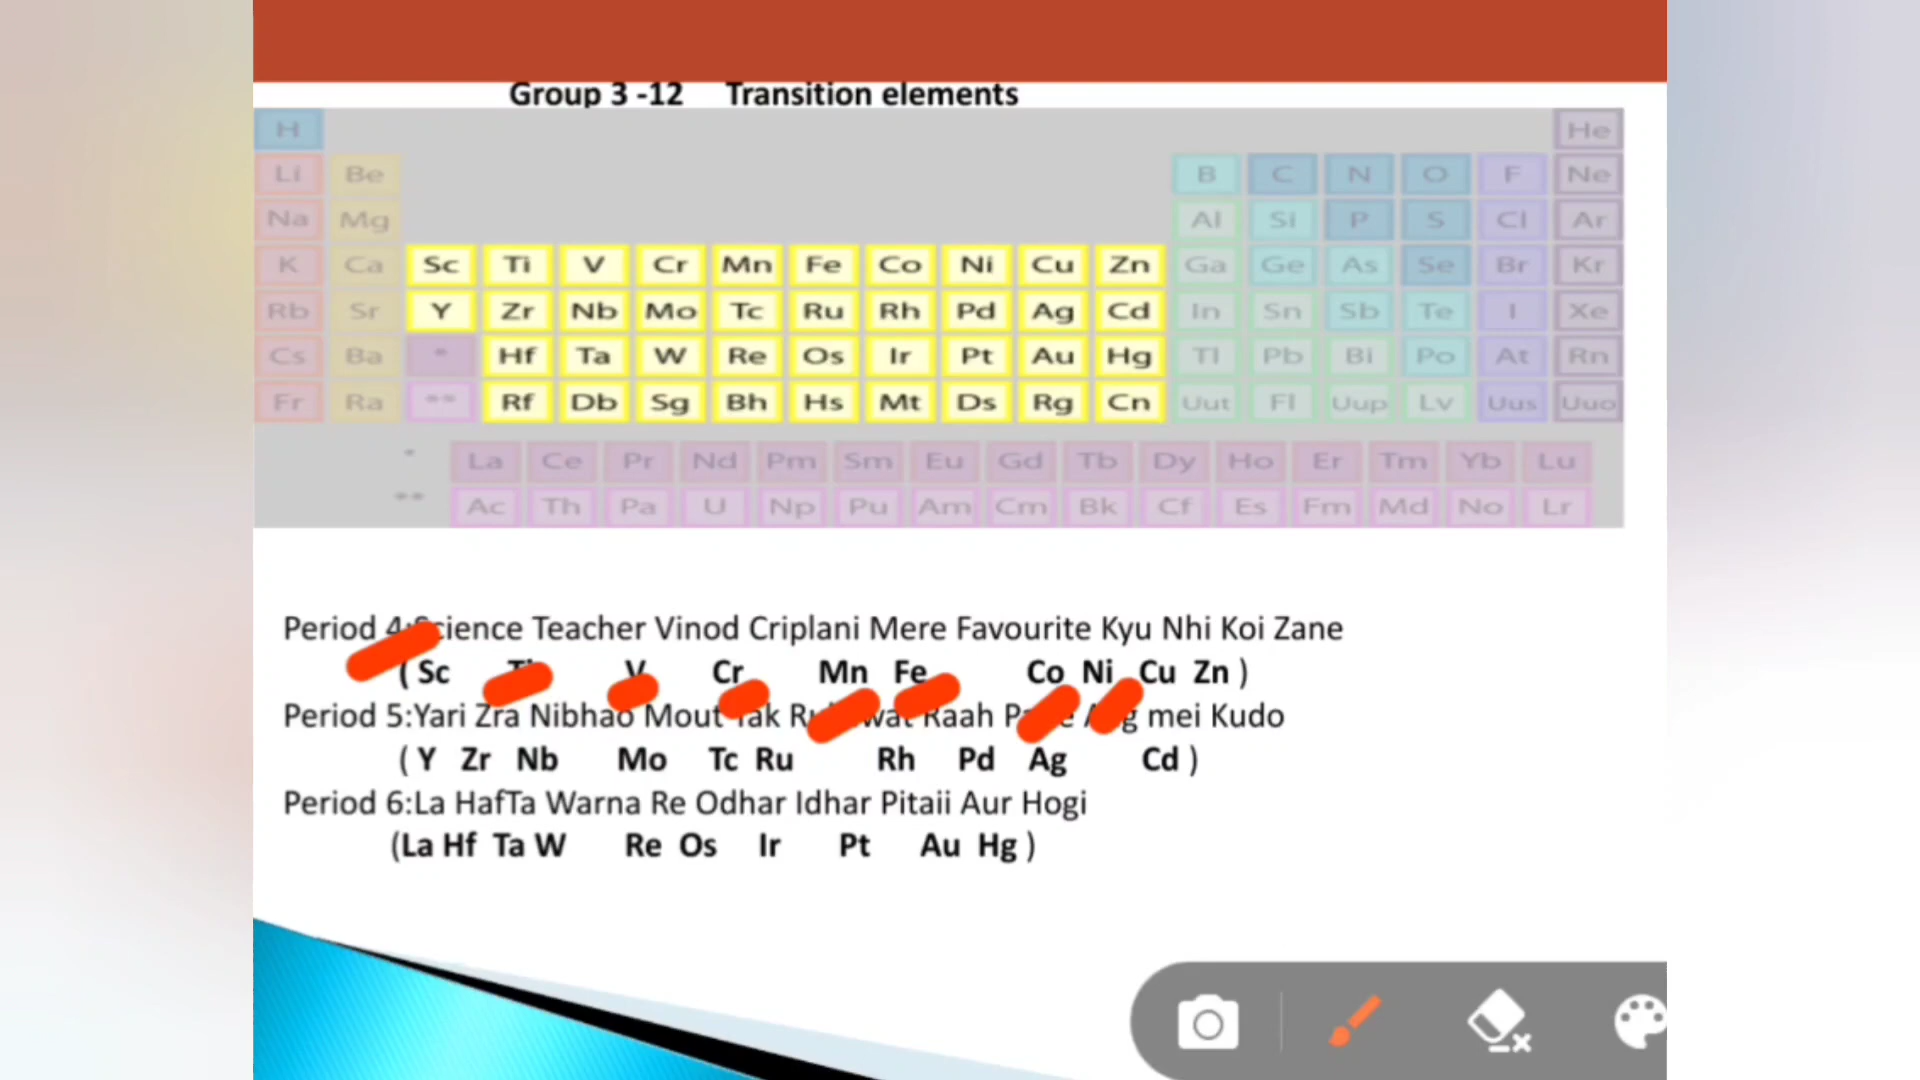 Group 3 -12 Transition elements
H He
Li Be B C N O F Ne
Na Mg Al Si P S Cl Ar
K Ca Sc Ti V Cr Mn Fe Co Ni Cu Zn Ga Ge As Se Br Kr
Rb Sr Y Zr Nb Mo Tc Ru Rh Pd Ag Cd In Sn Sb Te I Xe
Cs Ba * Hf Ta W Re Os Ir Pt Au Hg Tl Pb Bi Po At Rn
Fr Ra ** Rf Db Sg Bh Hs Mt Ds Rg Cn Uut Fl Uup Lv Uus Uuo
* La Ce Pr Nd Pm Sm Eu Gd Tb Dy Ho Er Tm Yb Lu
** Ac Th Pa U Np Pu Am Cm Bk Cf Es Fm Md No Lr
Period 4:Science Teacher Vinod Criplani Mere Favourite Kyu Nhi Koi Zane
( Sc Ti V Cr Mn Fe Co Ni Cu Zn )
Period 5:Yari Zra Nibhao Mout Tak Raah mei Kudo
( Y Zr Nb Mo Tc Ru Rh Pd Ag Cd )
Period 6:La HafTa Warna Re Odhar Idhar Pitaii Aur Hogi
(La Hf Ta W Re Os Ir Pt Au Hg )